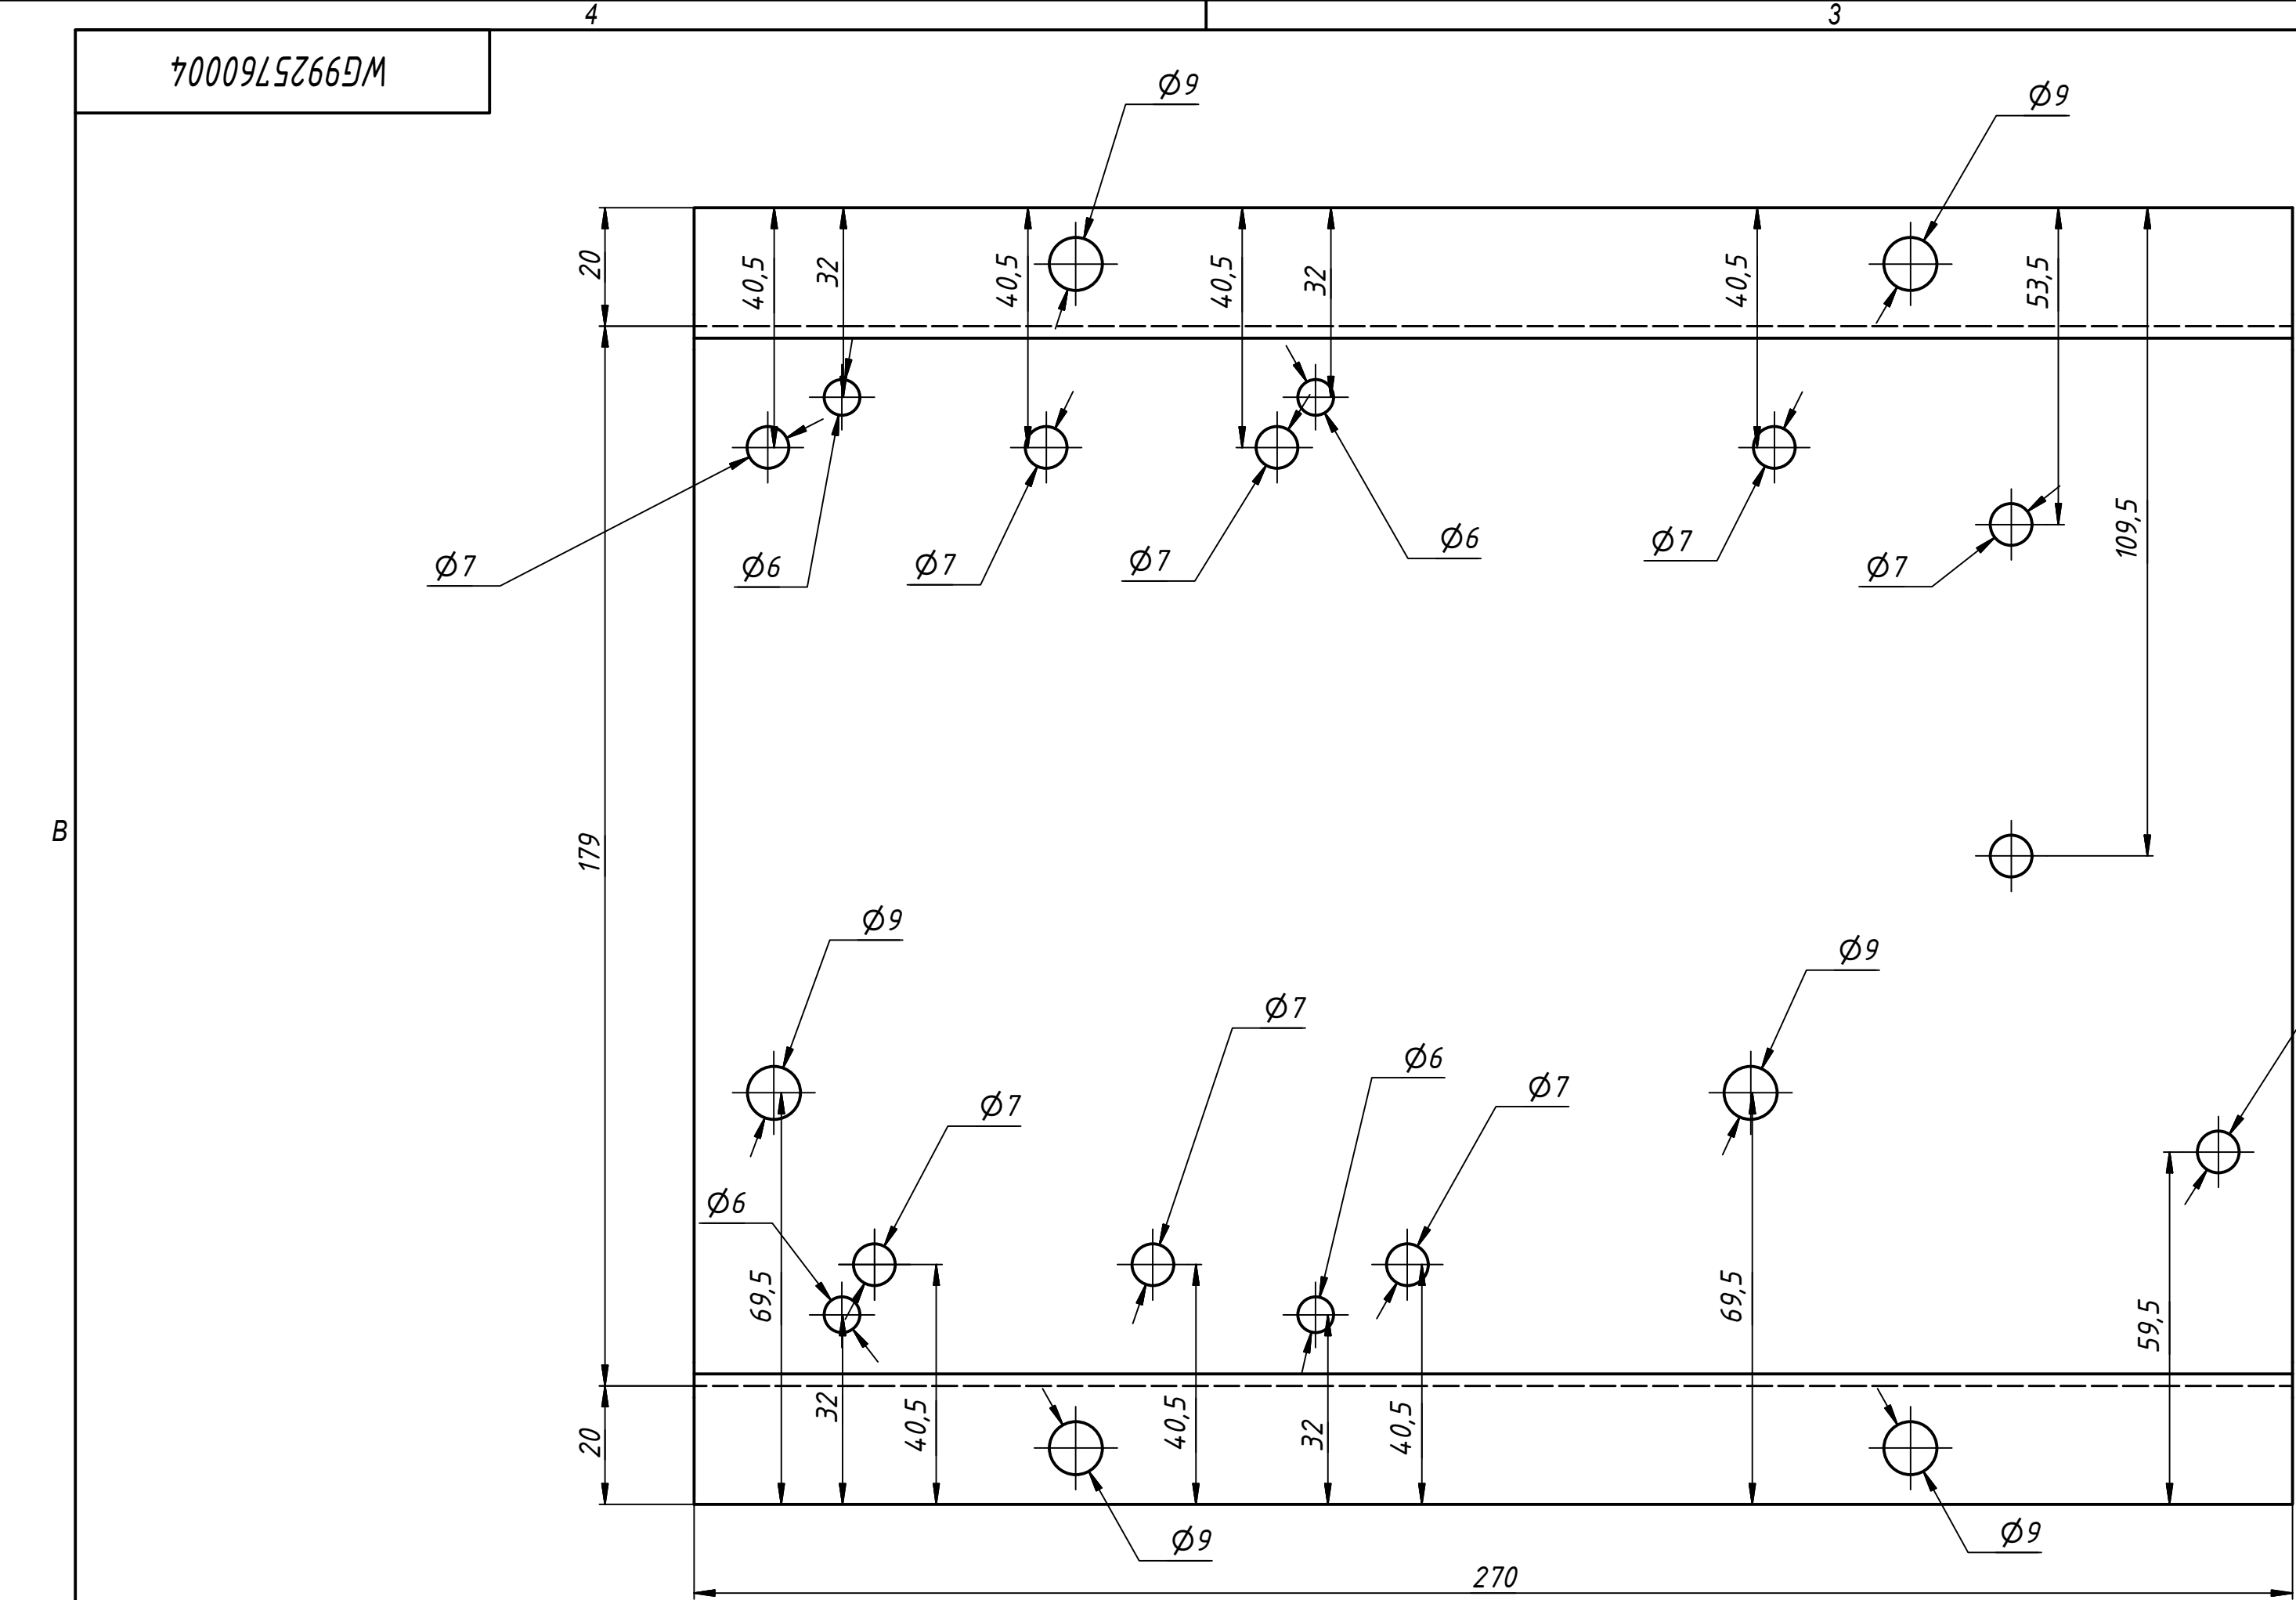 4 3
WG9925760004
Ø9 Ø9
20 40,5 32 40,5 40,5 32 40,5 53,5
109,5
Ø7 Ø6 Ø7 Ø7 Ø6 Ø7 Ø7
B 179
Ø9 Ø9
Ø7
Ø6 Ø7
Ø7
Ø6
69,5 69,5 59,5
20 32 40,5 40,5 32 40,5
Ø9 Ø9
270